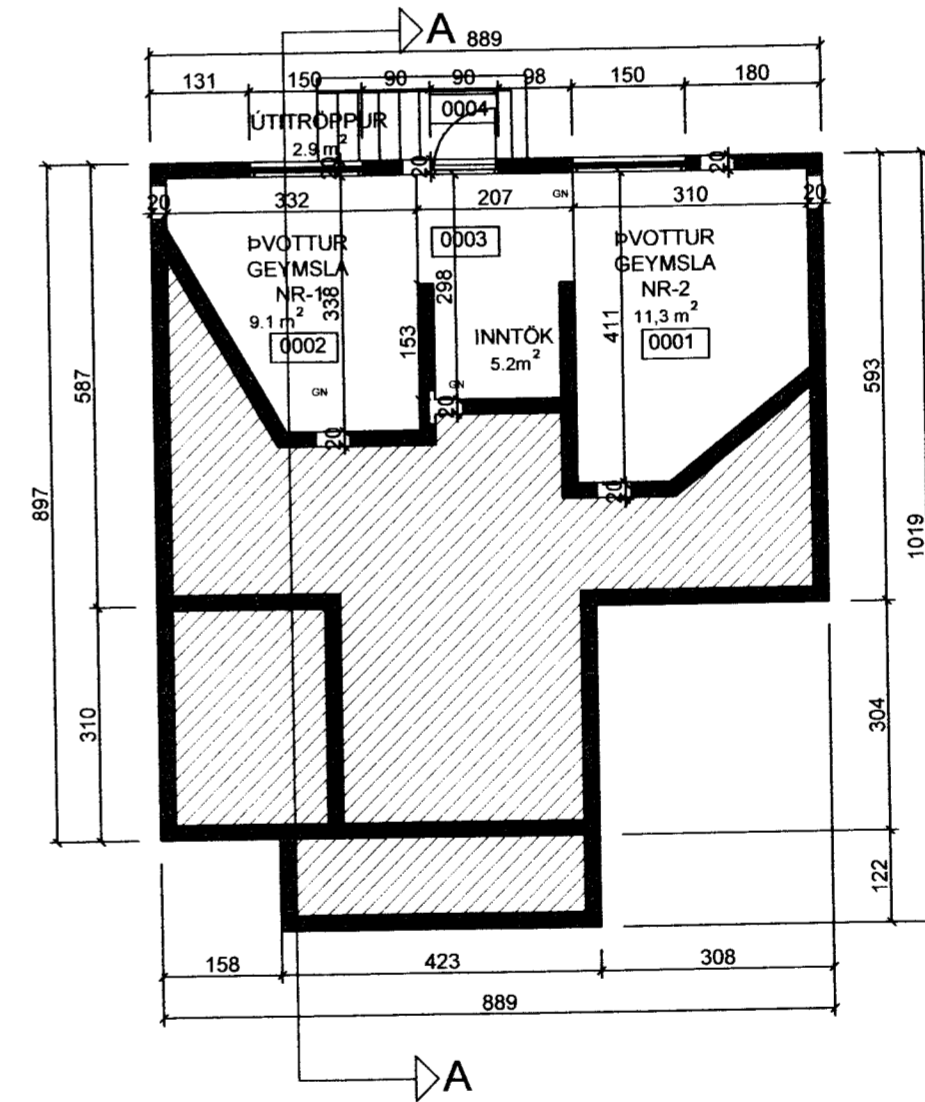 A
889
131 150 90 90 98 150 180
0004
ÚTITRÖPPUR
2.9 m²
20 20 20
20 332 207 GN 310 20
ÞVOTTUR
GEYMSLA
NR-1
9.1 m²
0002
338
GN
0003
298
153
INNTÖK
5.2m²
GN
ÞVOTTUR
GEYMSLA
NR-2
11,3 m²
0001
411
20
20
20
587
897
310
593
1019
304
122
158 423 308
889
A